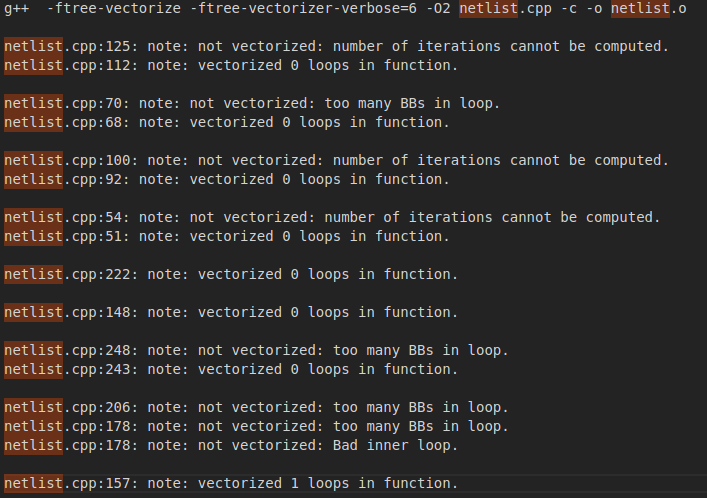 g++  -ftree-vectorize -ftree-vectorizer-verbose=6 -O2 netlist.cpp -c -o netlist.o
netlist.cpp:125: note: not vectorized: number of iterations cannot be computed.
netlist.cpp:112: note: vectorized 0 loops in function.
netlist.cpp:70: note: not vectorized: too many BBs in loop.
netlist.cpp:68: note: vectorized 0 loops in function.
netlist.cpp:100: note: not vectorized: number of iterations cannot be computed.
netlist.cpp:92: note: vectorized 0 loops in function.
netlist.cpp:54: note: not vectorized: number of iterations cannot be computed.
netlist.cpp:51: note: vectorized 0 loops in function.
netlist.cpp:222: note: vectorized 0 loops in function.
netlist.cpp:148: note: vectorized 0 loops in function.
netlist.cpp:248: note: not vectorized: too many BBs in loop.
netlist.cpp:243: note: vectorized 0 loops in function.
netlist.cpp:206: note: not vectorized: too many BBs in loop.
netlist.cpp:178: note: not vectorized: too many BBs in loop.
netlist.cpp:178: note: not vectorized: Bad inner loop.
netlist.cpp:157: note: vectorized 1 loops in function.